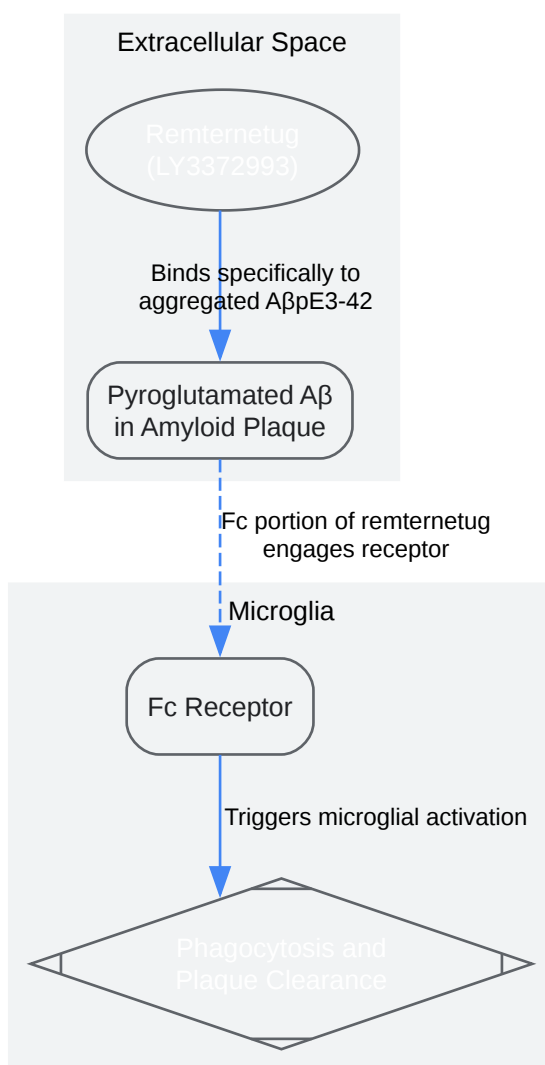 Extracellular Space
Remternetug
(LY3372993)
Binds specifically to
aggregated AβpE3-42
Pyroglutamated Aβ
in Amyloid Plaque
Fc portion of remternetug
engages receptor
Microglia
Fc Receptor
Triggers microglial activation
Phagocytosis and
Plaque Clearance